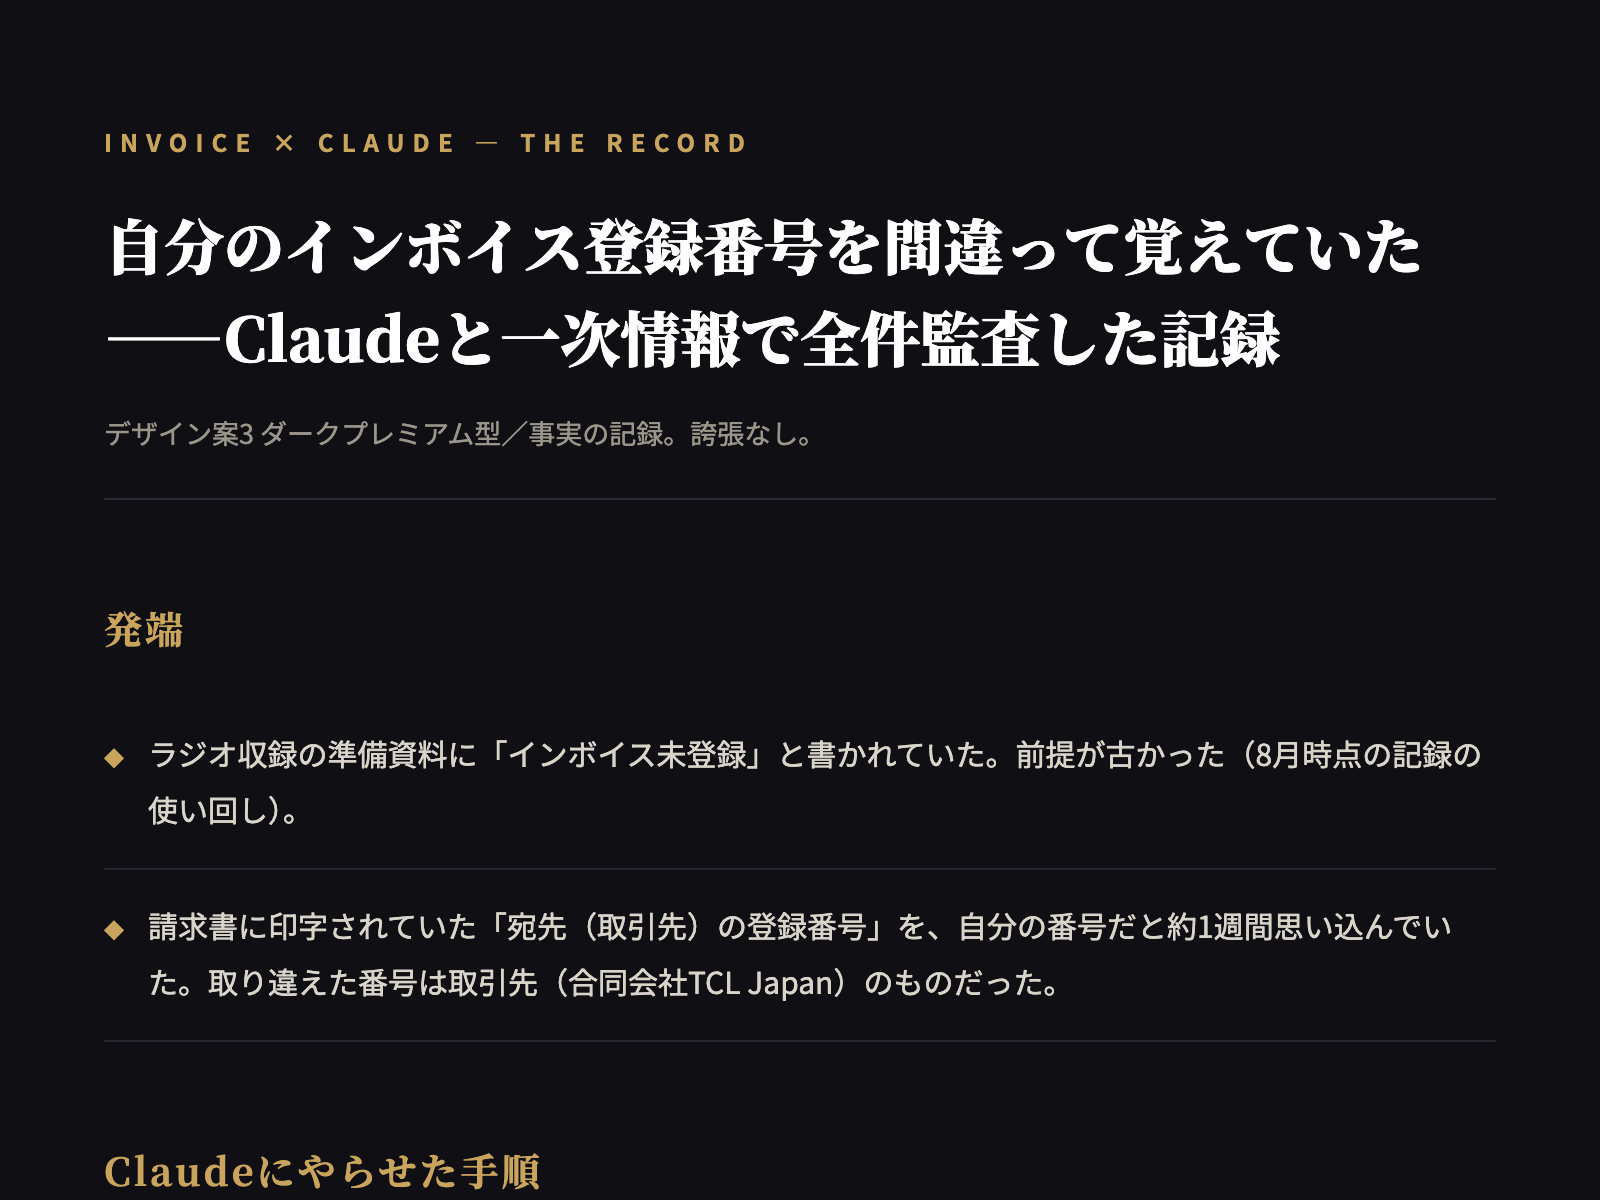 INVOICE × CLAUDE — THE RECORD
自分のインボイス登録番号を間違って覚えていた
——Claudeと一次情報で全件監査した記録
デザイン案3 ダークプレミアム型／事実の記録。誇張なし。
発端
◆ ラジオ収録の準備資料に「インボイス未登録」と書かれていた。前提が古かった（8月時点の記録の
使い回し）。
◆ 請求書に印字されていた「宛先（取引先）の登録番号」を、自分の番号だと約1週間思い込んでい
た。取り違えた番号は取引先（合同会社TCL Japan）のものだった。
Claudeにやらせた手順